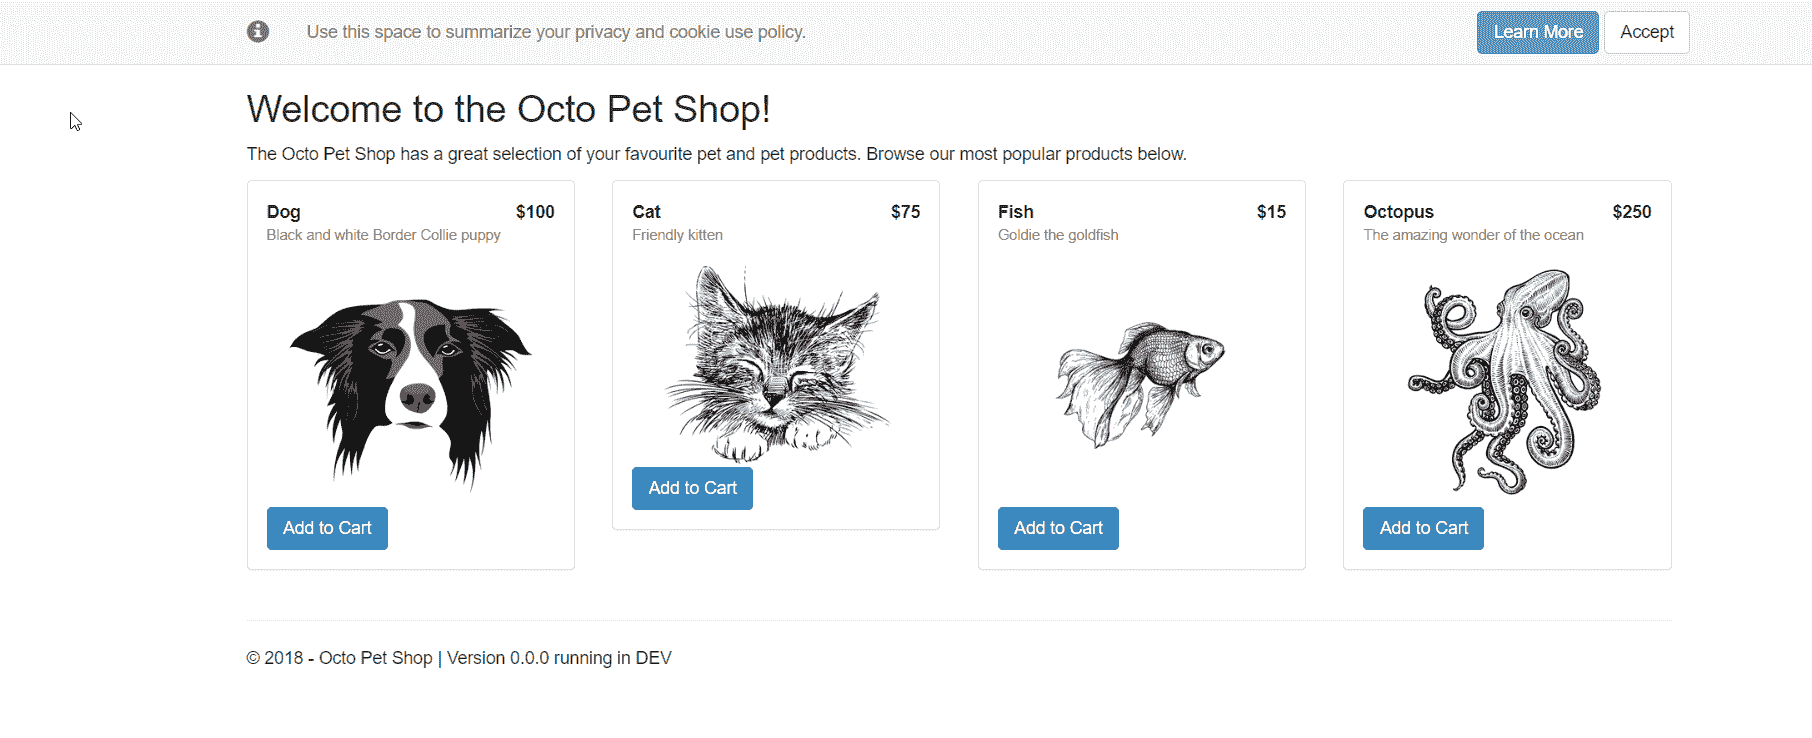 Use this space to summarize your privacy and cookie use policy.
Learn More
Accept
Welcome to the Octo Pet Shop!
The Octo Pet Shop has a great selection of your favourite pet and pet products. Browse our most popular products below.
Dog $100
Black and white Border Collie puppy
Add to Cart
Cat $75
Friendly kitten
Add to Cart
Fish $15
Goldie the goldfish
Add to Cart
Octopus $250
The amazing wonder of the ocean
Add to Cart
© 2018 - Octo Pet Shop | Version 0.0.0 running in DEV